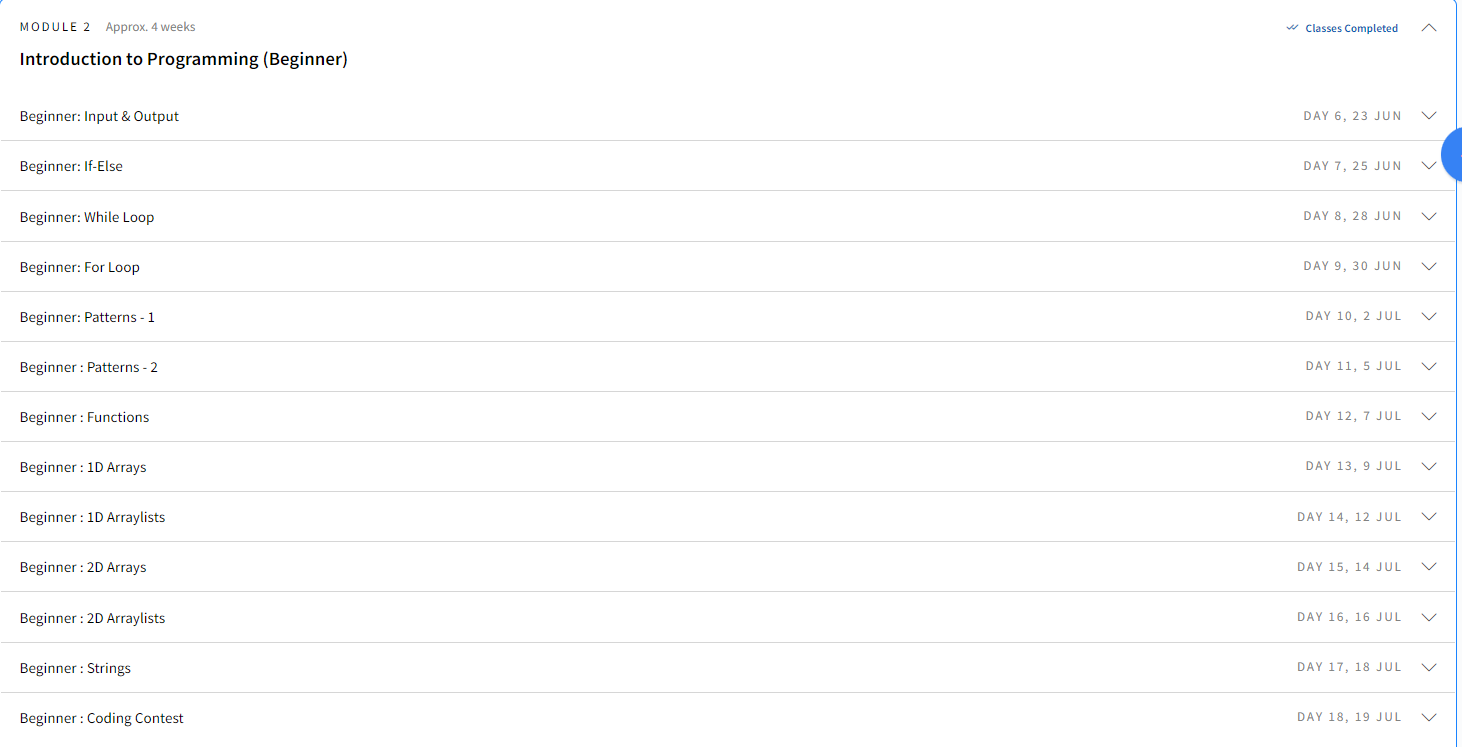 MODULE 2 Approx. 4 weeks Classes Completed
Introduction to Programming (Beginner)
Beginner: Input & Output DAY 6, 23 JUN
Beginner: If-Else DAY 7, 25 JUN
Beginner: While Loop DAY 8, 28 JUN
Beginner: For Loop DAY 9, 30 JUN
Beginner: Patterns - 1 DAY 10, 2 JUL
Beginner : Patterns - 2 DAY 11, 5 JUL
Beginner : Functions DAY 12, 7 JUL
Beginner : 1D Arrays DAY 13, 9 JUL
Beginner : 1D Arraylists DAY 14, 12 JUL
Beginner : 2D Arrays DAY 15, 14 JUL
Beginner : 2D Arraylists DAY 16, 16 JUL
Beginner : Strings DAY 17, 18 JUL
Beginner : Coding Contest DAY 18, 19 JUL